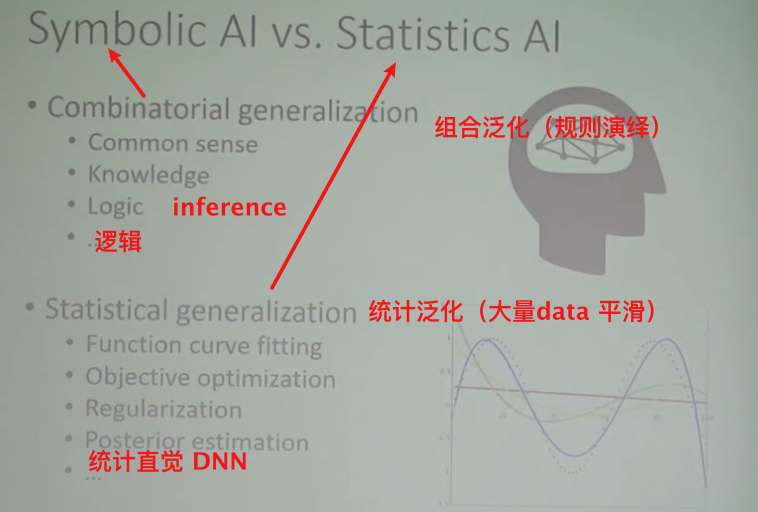 Symbolic AI vs. Statistics AI
• Combinatorial generalization
组合泛化（规则演绎）
• Common sense
• Knowledge
• Logic inference
• ...
逻辑
• Statistical generalization 统计泛化（大量data 平滑）
• Function curve fitting
• Objective optimization
• Regularization
• Posterior estimation
统计直觉 DNN
• ...